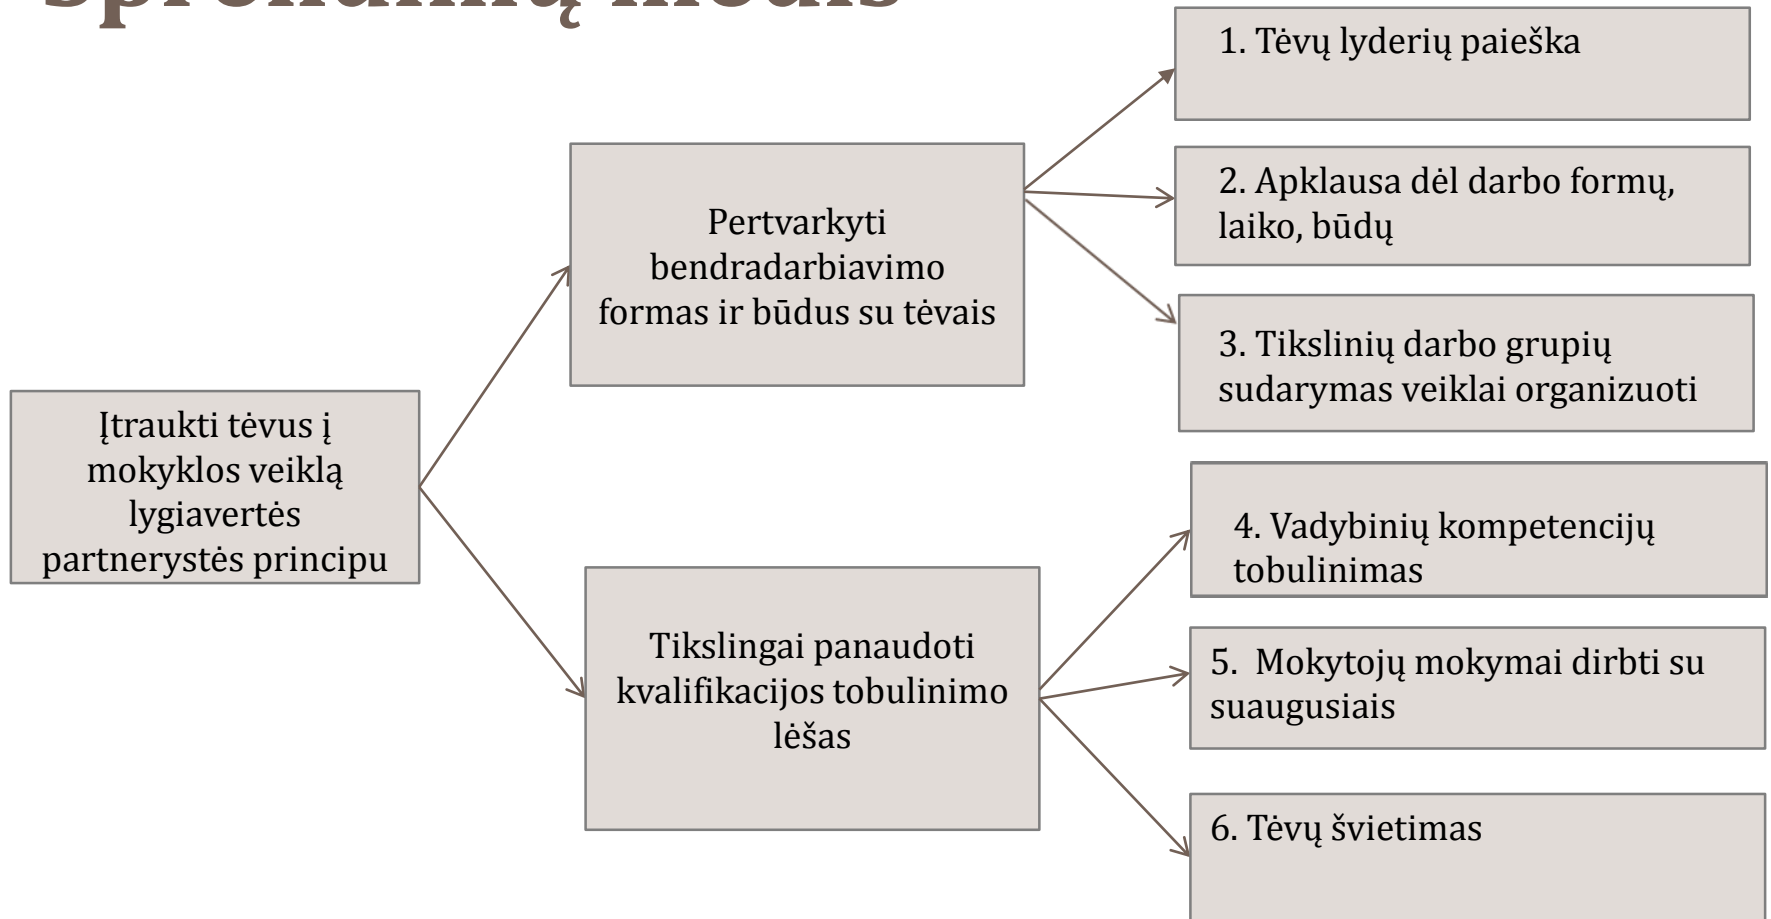 Sprendimų medis
1. Tėvų lyderių paieška
2. Apklausa dėl darbo formų,
laiko, būdų
Pertvarkyti
bendradarbiavimo
formas ir būdus su tėvais
3. Tikslinių darbo grupių
sudarymas veiklai organizuoti
Įtraukti tėvus į
mokyklos veiklą
lygiavertės
partnerystės principu
4. Vadybinių kompetencijų
tobulinimas
Tikslingai panaudoti
kvalifikacijos tobulinimo
lėšas
5. Mokytojų mokymai dirbti su
suaugusiais
6. Tėvų švietimas